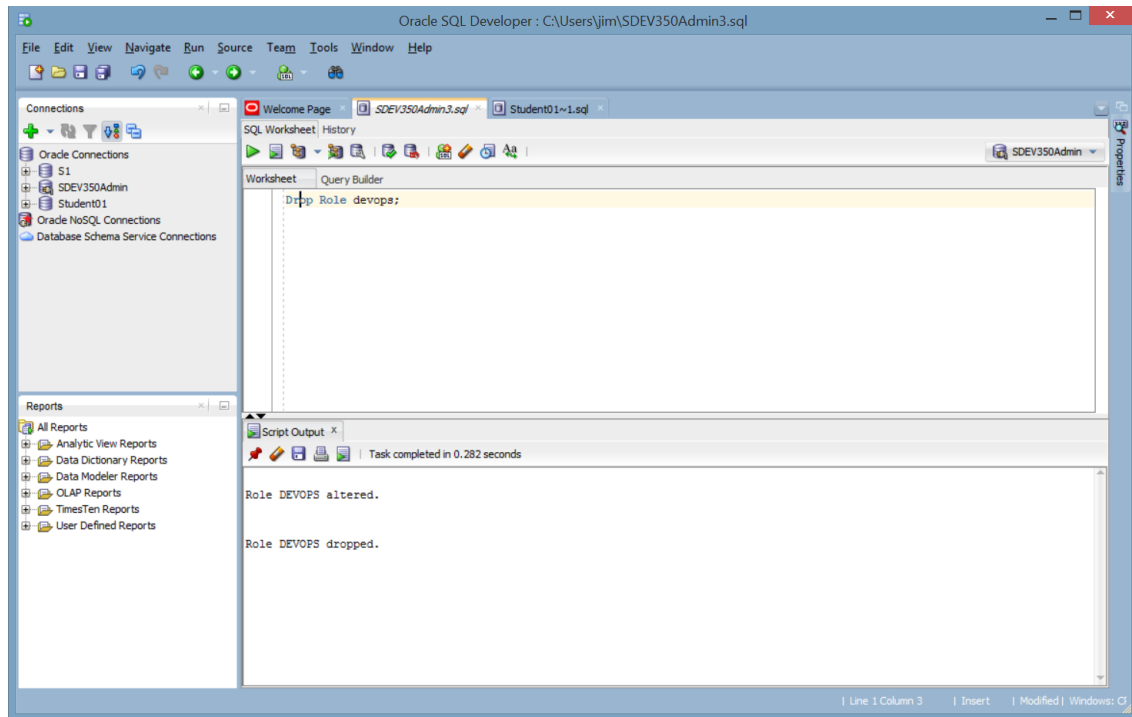 Oracle SQL Developer : C:\Users\jim\SDEV350Admin3.sql
File Edit View Navigate Run Source Team Tools Window Help
Connections
Oracle Connections
S1
SDEV350Admin
Student01
Oracle NoSQL Connections
Database Schema Service Connections
Reports
All Reports
Analytic View Reports
Data Dictionary Reports
Data Modeler Reports
OLAP Reports
TimesTen Reports
User Defined Reports
Welcome Page SDEV350Admin3.sql Student01~1.sql
SQL Worksheet History
SDEV350Admin
Worksheet Query Builder
Drop Role devops;
Script Output
Task completed in 0.282 seconds
Role DEVOPS altered.
Role DEVOPS dropped.
Properties
| Line 1 Column 3 | Insert | Modified | Windows: